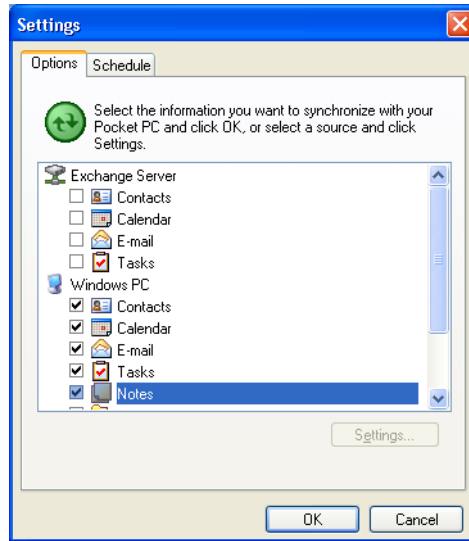 Settings
Options Schedule
Select the information you want to synchronize with your
Pocket PC and click OK, or select a source and click
Settings.
Exchange Server
Contacts
Calendar
E-mail
Tasks
Windows PC
Contacts
Calendar
E-mail
Tasks
Notes
Settings...
OK Cancel